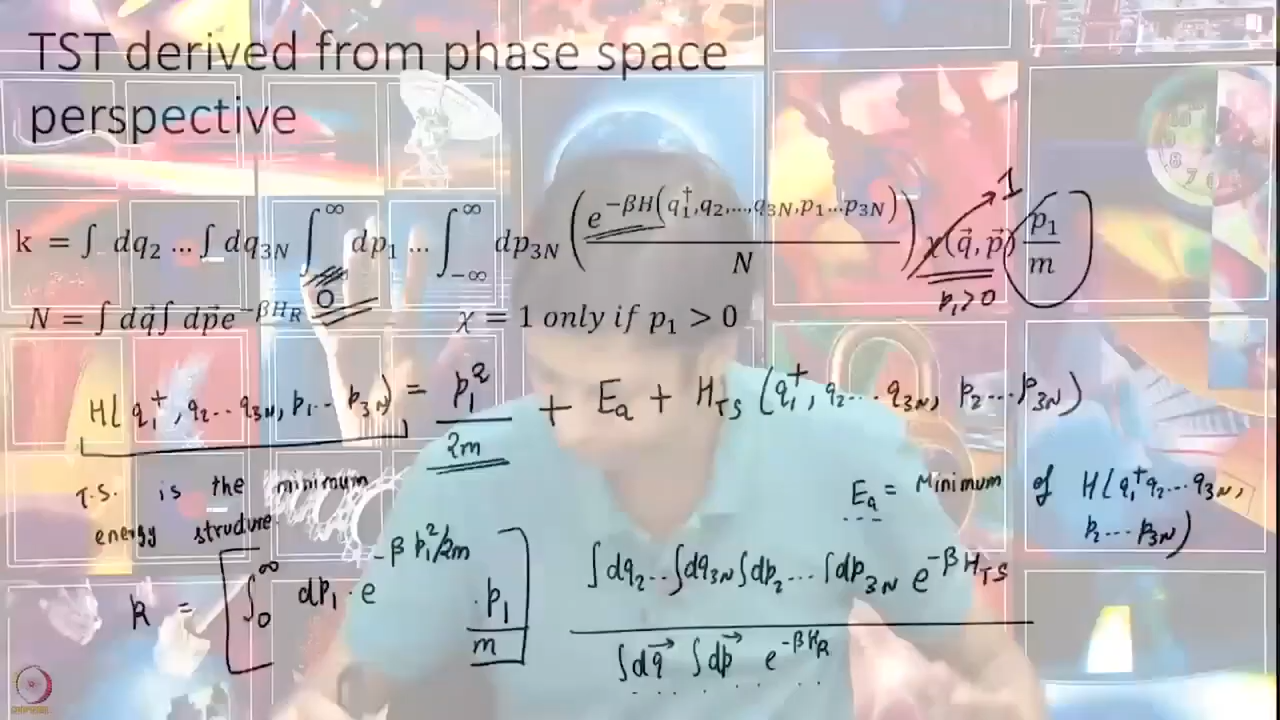 TST derived from phase space
perspective
k = ∫ dq₂ … ∫ dq₃N ∫₀^∞ dp₁ … ∫₋∞^∞ dp₃N (e^{-βH(q₁†,q₂,…,q₃N,p₁…p₃N)} / N) χ(q⃗, p⃗) p₁/m → 1
p₁>0
N = ∫ dq⃗ ∫ dp⃗ e^{-βH_R} χ = 1 only if p₁ > 0
H( q₁†, q₂.. q₃N, p₁.. p₃N) = p₁²/2m + Ea + H_TS (q₁†, q₂... q₃N, p₂...p₃N)
T.S. is the minimum
energy structure
Ea = Minimum of H(q₁† q₂.. q₃N,
p₂... p₃N)
k = [∫₀^∞ dp₁ . e^{-β p₁²/2m} . p₁/m] ∫dq₂..∫dq₃N ∫dp₂... ∫dp₃N e^{-βH_TS} / ∫dq⃗ ∫dp⃗ e^{-βH_R}